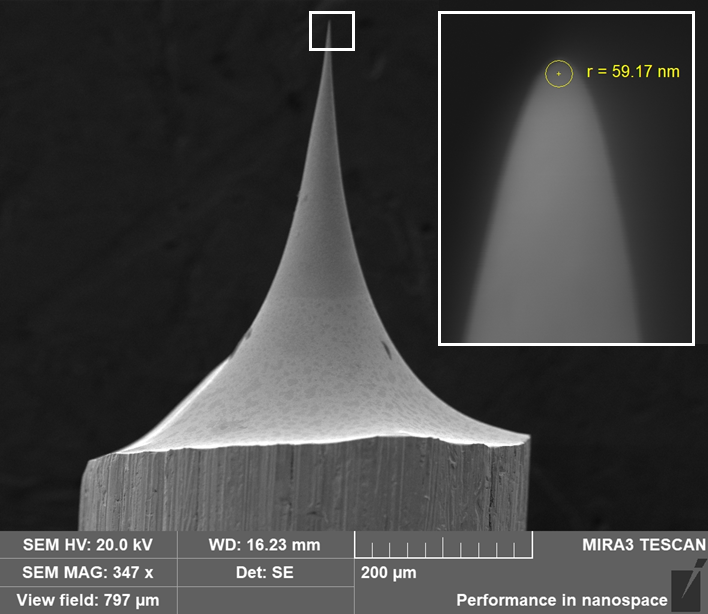 r = 59.17 nm
SEM HV: 20.0 kV
WD: 16.23 mm
MIRA3 TESCAN
SEM MAG: 347 x
Det: SE
200 µm
View field: 797 µm
Performance in nanospace